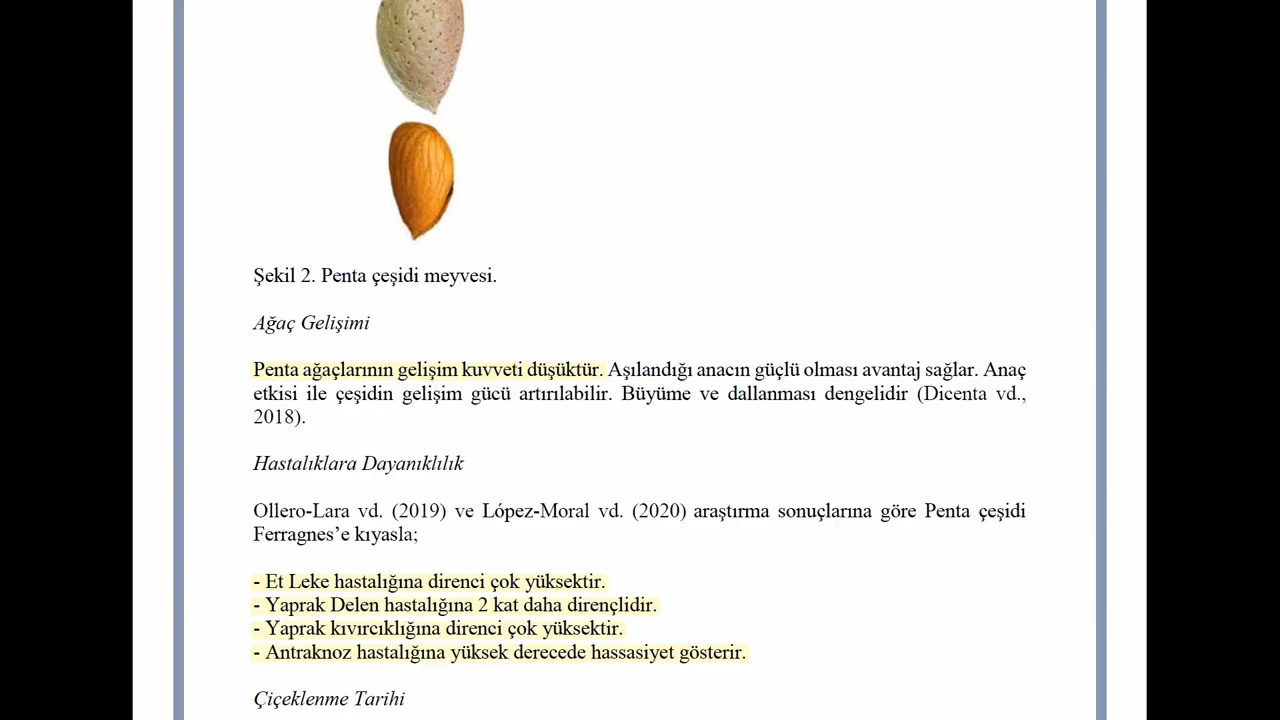 Şekil 2. Penta çeşidi meyvesi.
Ağaç Gelişimi
Penta ağaçlarının gelişim kuvveti düşüktür. Aşılandığı anacın güçlü olması avantaj sağlar. Anaç
etkisi ile çeşidin gelişim gücü artırılabilir. Büyüme ve dallanması dengelidir (Dicenta vd.,
2018).
Hastalıklara Dayanıklılık
Ollero-Lara vd. (2019) ve López-Moral vd. (2020) araştırma sonuçlarına göre Penta çeşidi
Ferragnes’e kıyasla;
- Et Leke hastalığına direnci çok yüksektir.
- Yaprak Delen hastalığına 2 kat daha dirençlidir.
- Yaprak kıvırcıklığına direnci çok yüksektir.
- Antraknoz hastalığına yüksek derecede hassasiyet gösterir.
Çiçeklenme Tarihi